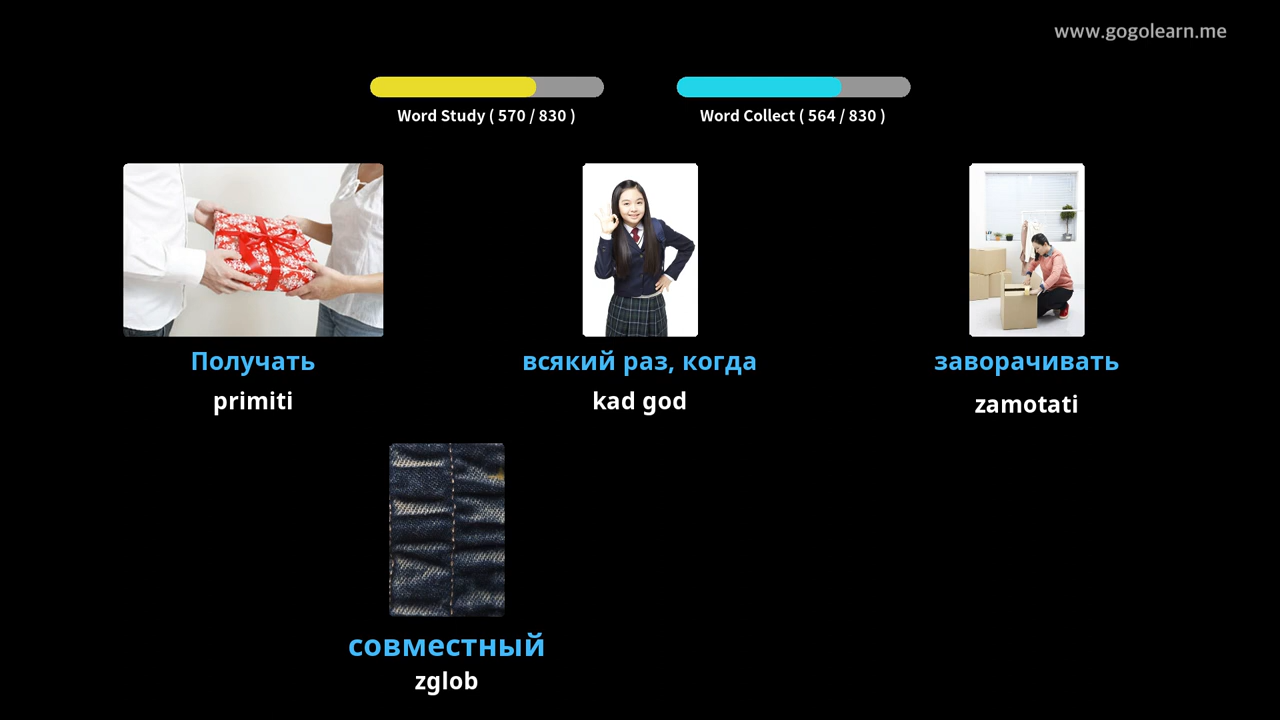 www.gogolearn.me
Word Study ( 570 / 830 )
Word Collect ( 564 / 830 )
Получать
primiti
всякий раз, когда
kad god
заворачивать
zamotati
совместный
zglob